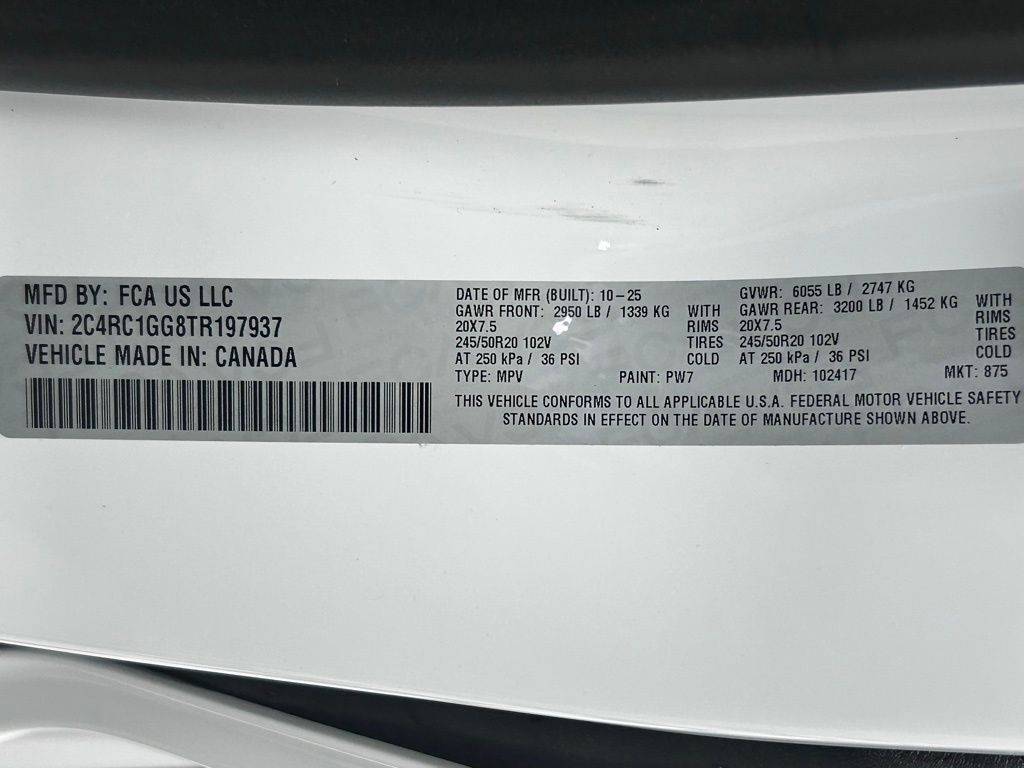 MFD BY: FCA US LLC
VIN: 2C4RC1GG8TR197937
VEHICLE MADE IN: CANADA
DATE OF MFR (BUILT): 10-25
GAWR FRONT: 2950 LB / 1339 KG WITH
20X7.5 RIMS
245/50R20 102V TIRES
AT 250 kPa / 36 PSI COLD
GVWR: 6055 LB / 2747 KG
GAWR REAR: 3200 LB / 1452 KG WITH
20X7.5 RIMS
245/50R20 102V TIRES
AT 250 kPa / 36 PSI COLD
TYPE: MPV PAINT: PW7 MDH: 102417 MKT: 875
THIS VEHICLE CONFORMS TO ALL APPLICABLE U.S.A. FEDERAL MOTOR VEHICLE SAFETY
STANDARDS IN EFFECT ON THE DATE OF MANUFACTURE SHOWN ABOVE.